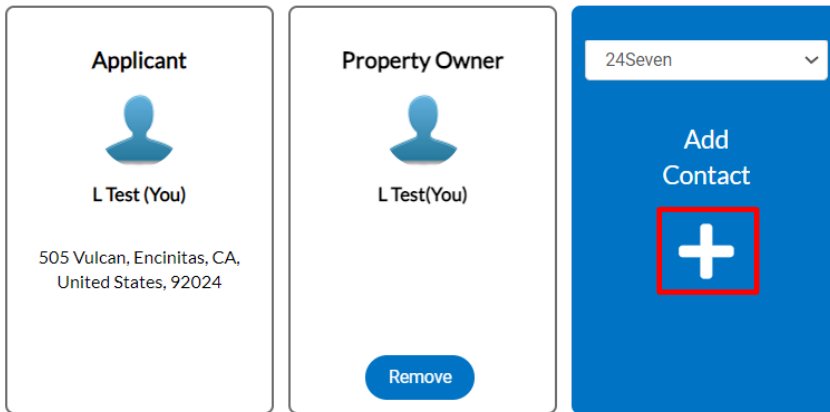 Applicant
L Test (You)
505 Vulcan, Encinitas, CA,
United States, 92024
Property Owner
L Test(You)
Remove
24Seven
Add
Contact